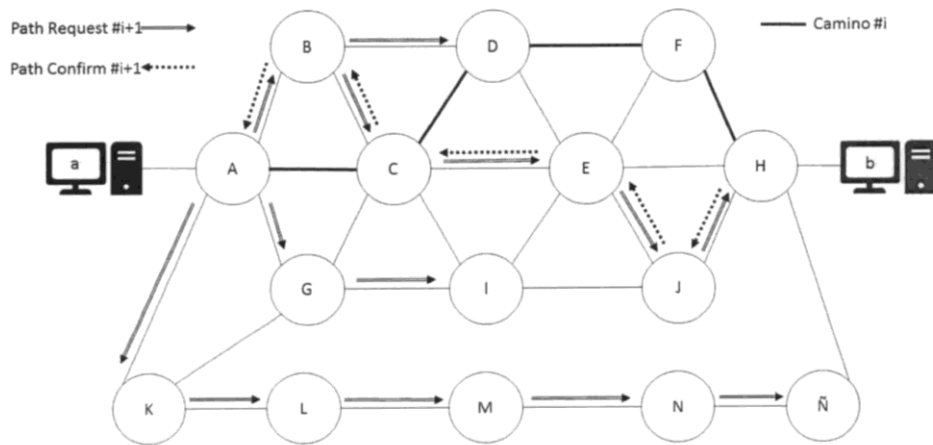 Path Request #i+1
Path Confirm #i+1
Camino #i
B
D
F
a
A
C
E
H
b
G
I
J
K
L
M
N
Ñ